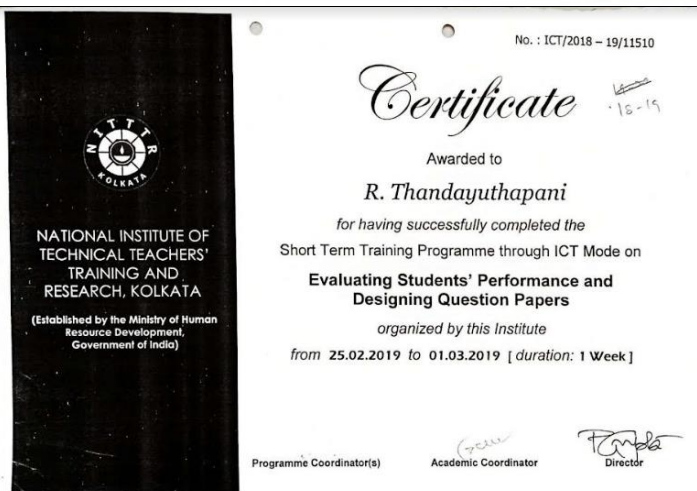 NITTTR
KOLKATA
NATIONAL INSTITUTE OF
TECHNICAL TEACHERS'
TRAINING AND
RESEARCH, KOLKATA
(Established by the Ministry of Human
Resource Development,
Government of India)
No. : ICT/2018 – 19/11510
Certificate
18-19
Awarded to
R. Thandayuthapani
for having successfully completed the
Short Term Training Programme through ICT Mode on
Evaluating Students' Performance and
Designing Question Papers
organized by this Institute
from 25.02.2019 to 01.03.2019 [ duration: 1 Week ]
Programme Coordinator(s)
Academic Coordinator
Director